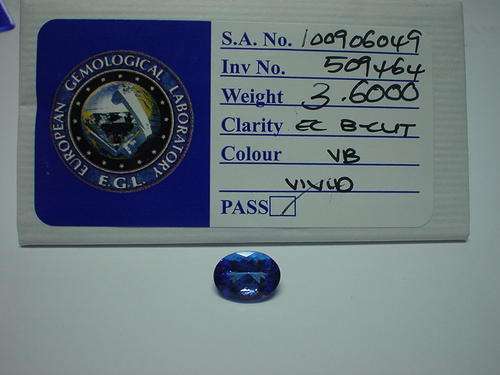 EUROPEAN GEMOLOGICAL LABORATORY
E.G.L.
S.A. No. 100906049
Inv No. 509464
Weight 3.6000
Clarity EC B-CUT
Colour VB
VIVID
PASS